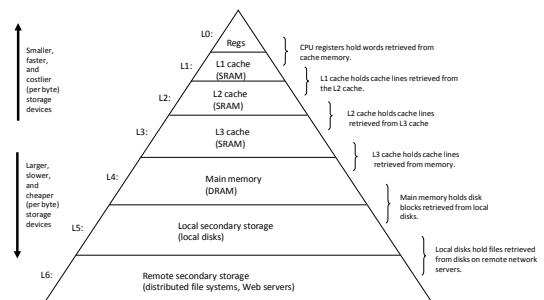 L0:
Regs
CPU registers hold words retrieved from
cache memory.
Smaller,
faster,
and
costlier
(per byte)
storage
devices
L1:
L1 cache
(SRAM)
L1 cache holds cache lines retrieved from
the L2 cache.
L2:
L2 cache
(SRAM)
L2 cache holds cache lines
retrieved from L3 cache
L3:
L3 cache
(SRAM)
L3 cache holds cache lines
retrieved from memory.
Larger,
slower,
and
cheaper
(per byte)
storage
devices
L4:
Main memory
(DRAM)
Main memory holds disk
blocks retrieved from local
disks.
L5:
Local secondary storage
(local disks)
Local disks hold files retrieved
from disks on remote network
servers.
L6:
Remote secondary storage
(distributed file systems, Web servers)